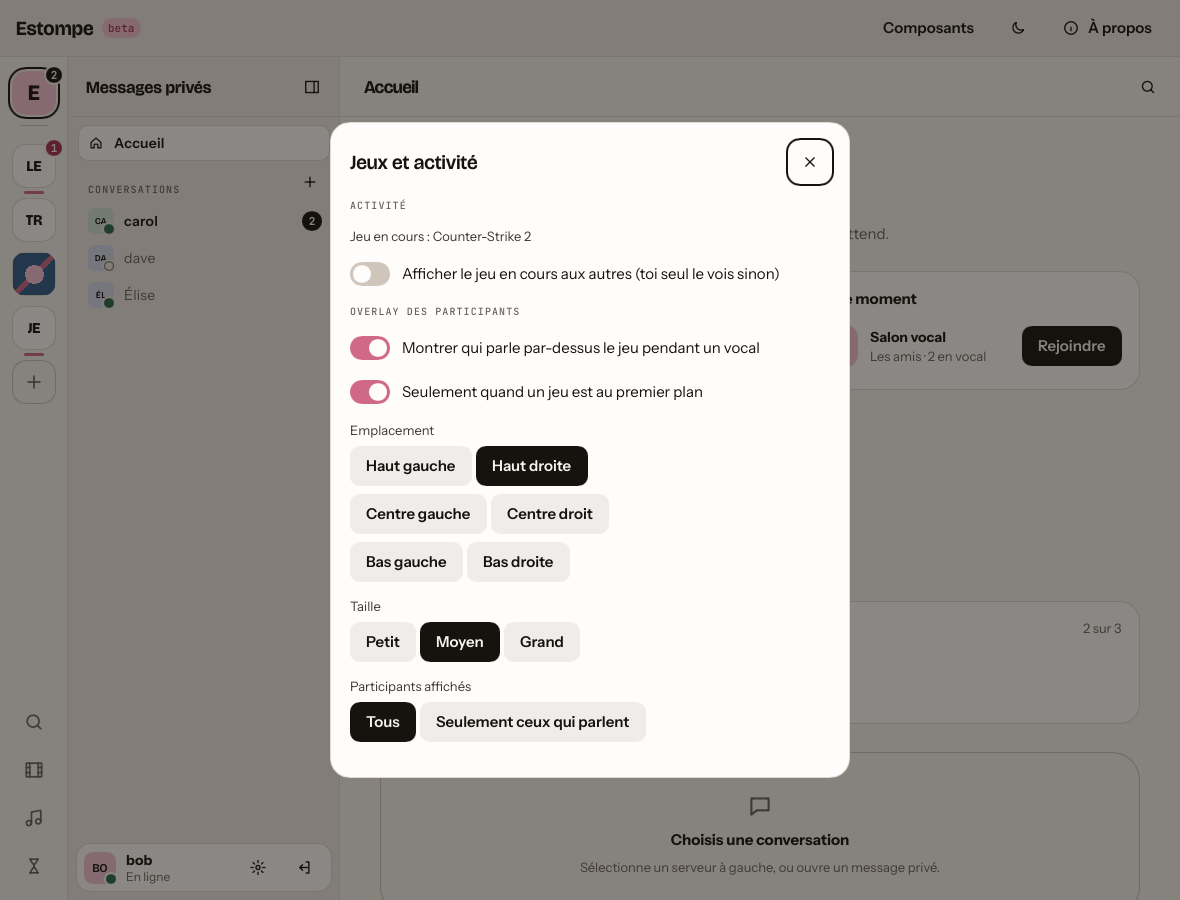 Estompe beta
Composants
À propos
E 2
Messages privés
Accueil
LE 1
TR
JE
Accueil
CONVERSATIONS
CA carol 2
DA dave
ÉL Élise
BO bob
En ligne
ttend.
e moment
Salon vocal
Les amis · 2 en vocal
Rejoindre
2 sur 3
Choisis une conversation
Sélectionne un serveur à gauche, ou ouvre un message privé.
Jeux et activité
ACTIVITÉ
Jeu en cours : Counter-Strike 2
Afficher le jeu en cours aux autres (toi seul le vois sinon)
OVERLAY DES PARTICIPANTS
Montrer qui parle par-dessus le jeu pendant un vocal
Seulement quand un jeu est au premier plan
Emplacement
Haut gauche Haut droite
Centre gauche Centre droit
Bas gauche Bas droite
Taille
Petit Moyen Grand
Participants affichés
Tous Seulement ceux qui parlent